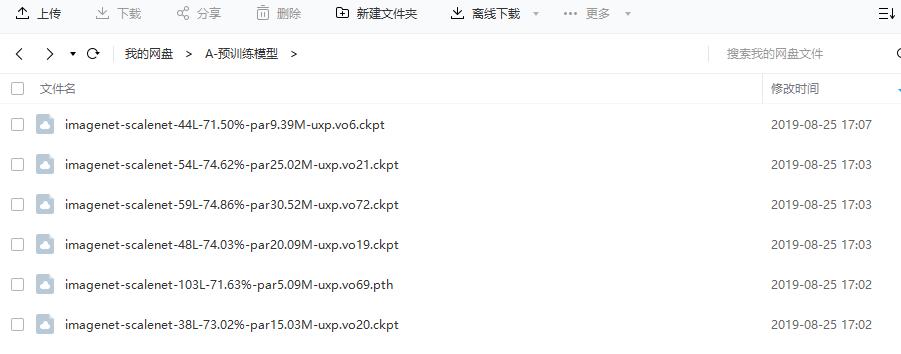 上传 下载 分享 删除 新建文件夹 离线下载 ··· 更多
我的网盘 > A-预训练模型 > 搜索我的网盘文件
文件名 修改时间
imagenet-scalenet-44L-71.50%-par9.39M-uxp.vo6.ckpt 2019-08-25 17:07
imagenet-scalenet-54L-74.62%-par25.02M-uxp.vo21.ckpt 2019-08-25 17:03
imagenet-scalenet-59L-74.86%-par30.52M-uxp.vo72.ckpt 2019-08-25 17:03
imagenet-scalenet-48L-74.03%-par20.09M-uxp.vo19.ckpt 2019-08-25 17:03
imagenet-scalenet-103L-71.63%-par5.09M-uxp.vo69.pth 2019-08-25 17:02
imagenet-scalenet-38L-73.02%-par15.03M-uxp.vo20.ckpt 2019-08-25 17:02